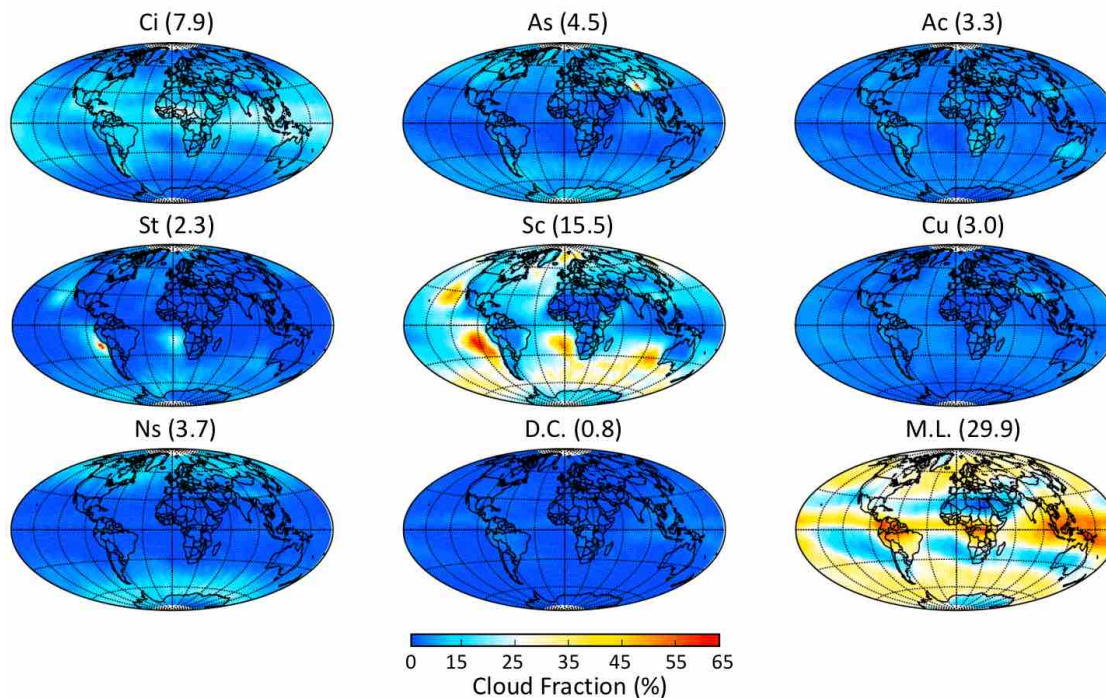 Ci (7.9) As (4.5) Ac (3.3)
St (2.3) Sc (15.5) Cu (3.0)
Ns (3.7) D.C. (0.8) M.L. (29.9)
0 15 25 35 45 55 65
Cloud Fraction (%)